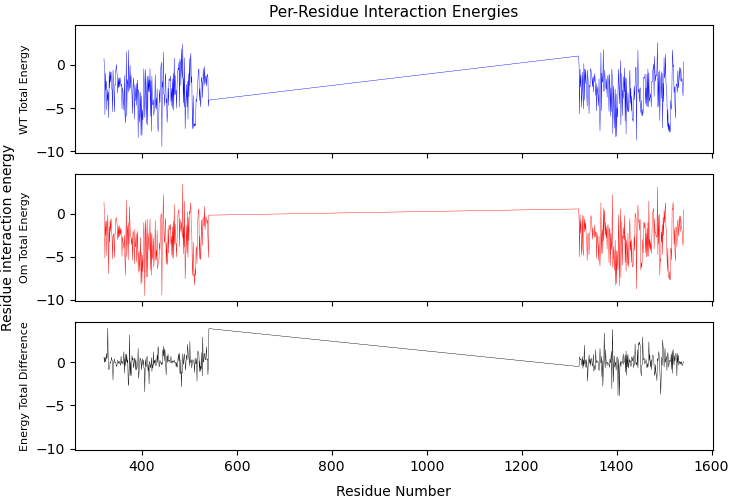 Per-Residue Interaction Energies
Residue interaction energy
WT Total Energy
0
−5
−10
Om Total Energy
0
−5
−10
Energy Total Difference
0
−5
−10
400 600 800 1000 1200 1400 1600
Residue Number